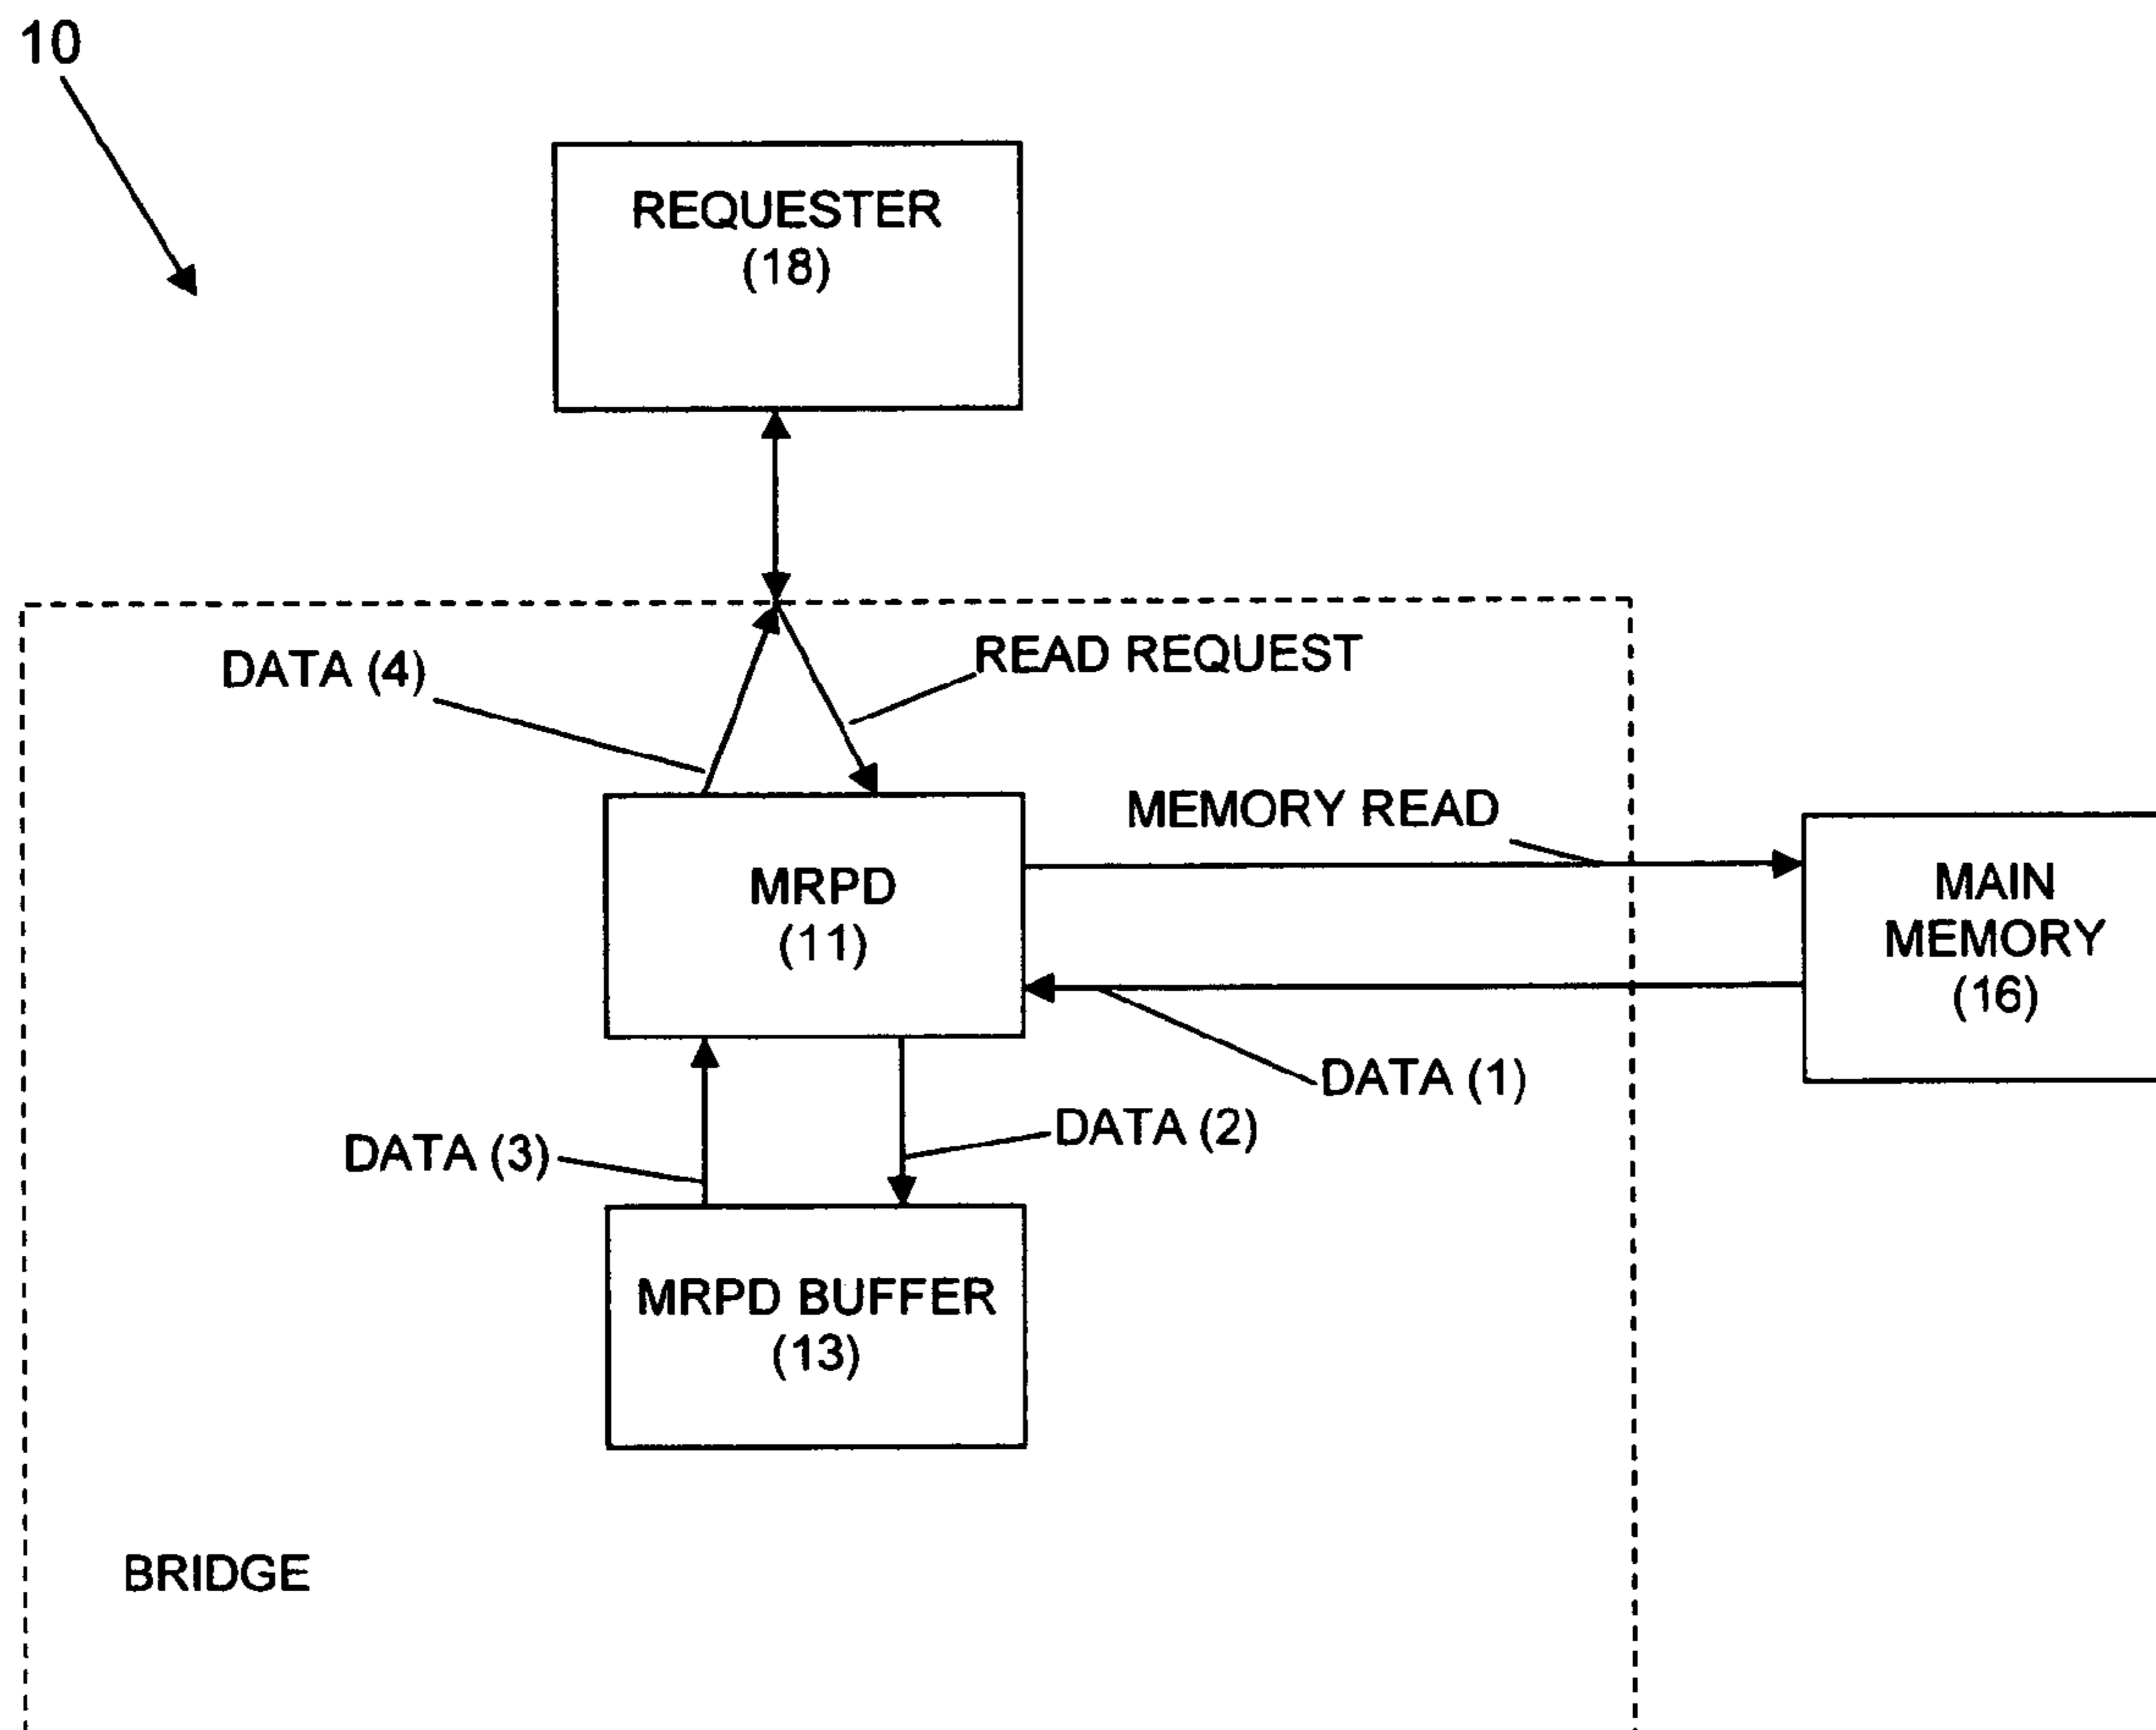 10
REQUESTER
(18)
DATA (4)
READ REQUEST
MEMORY READ
MRPD
(11)
MAIN
MEMORY
(16)
DATA (1)
DATA (2)
DATA (3)
MRPD BUFFER
(13)
BRIDGE